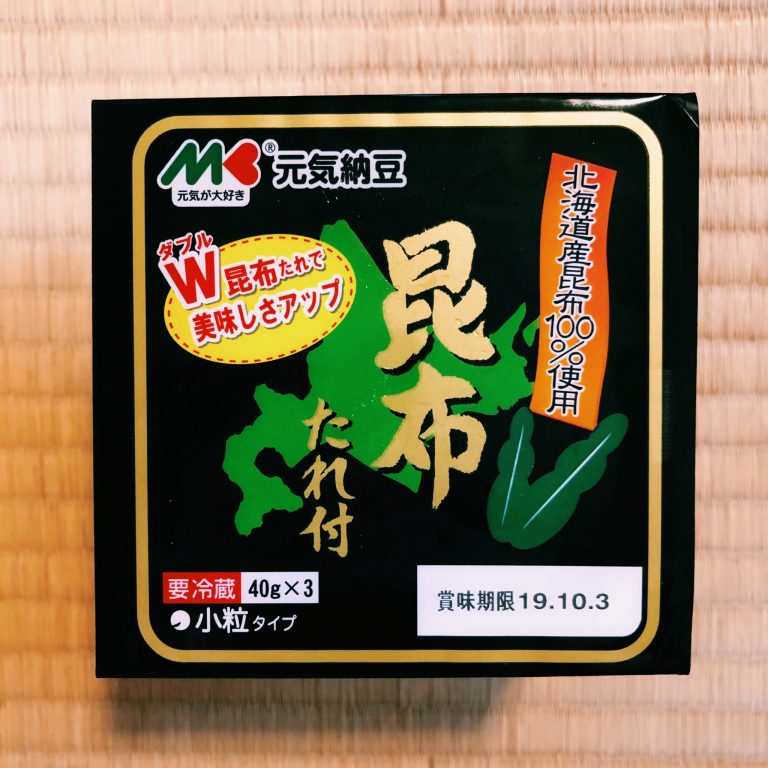 元気納豆
元気が大好き
ダブル
W昆布たれで
美味しさアップ
北海道産昆布100%使用
昆布
たれ付
要冷蔵 40g×3
小粒タイプ
賞味期限19.10.3